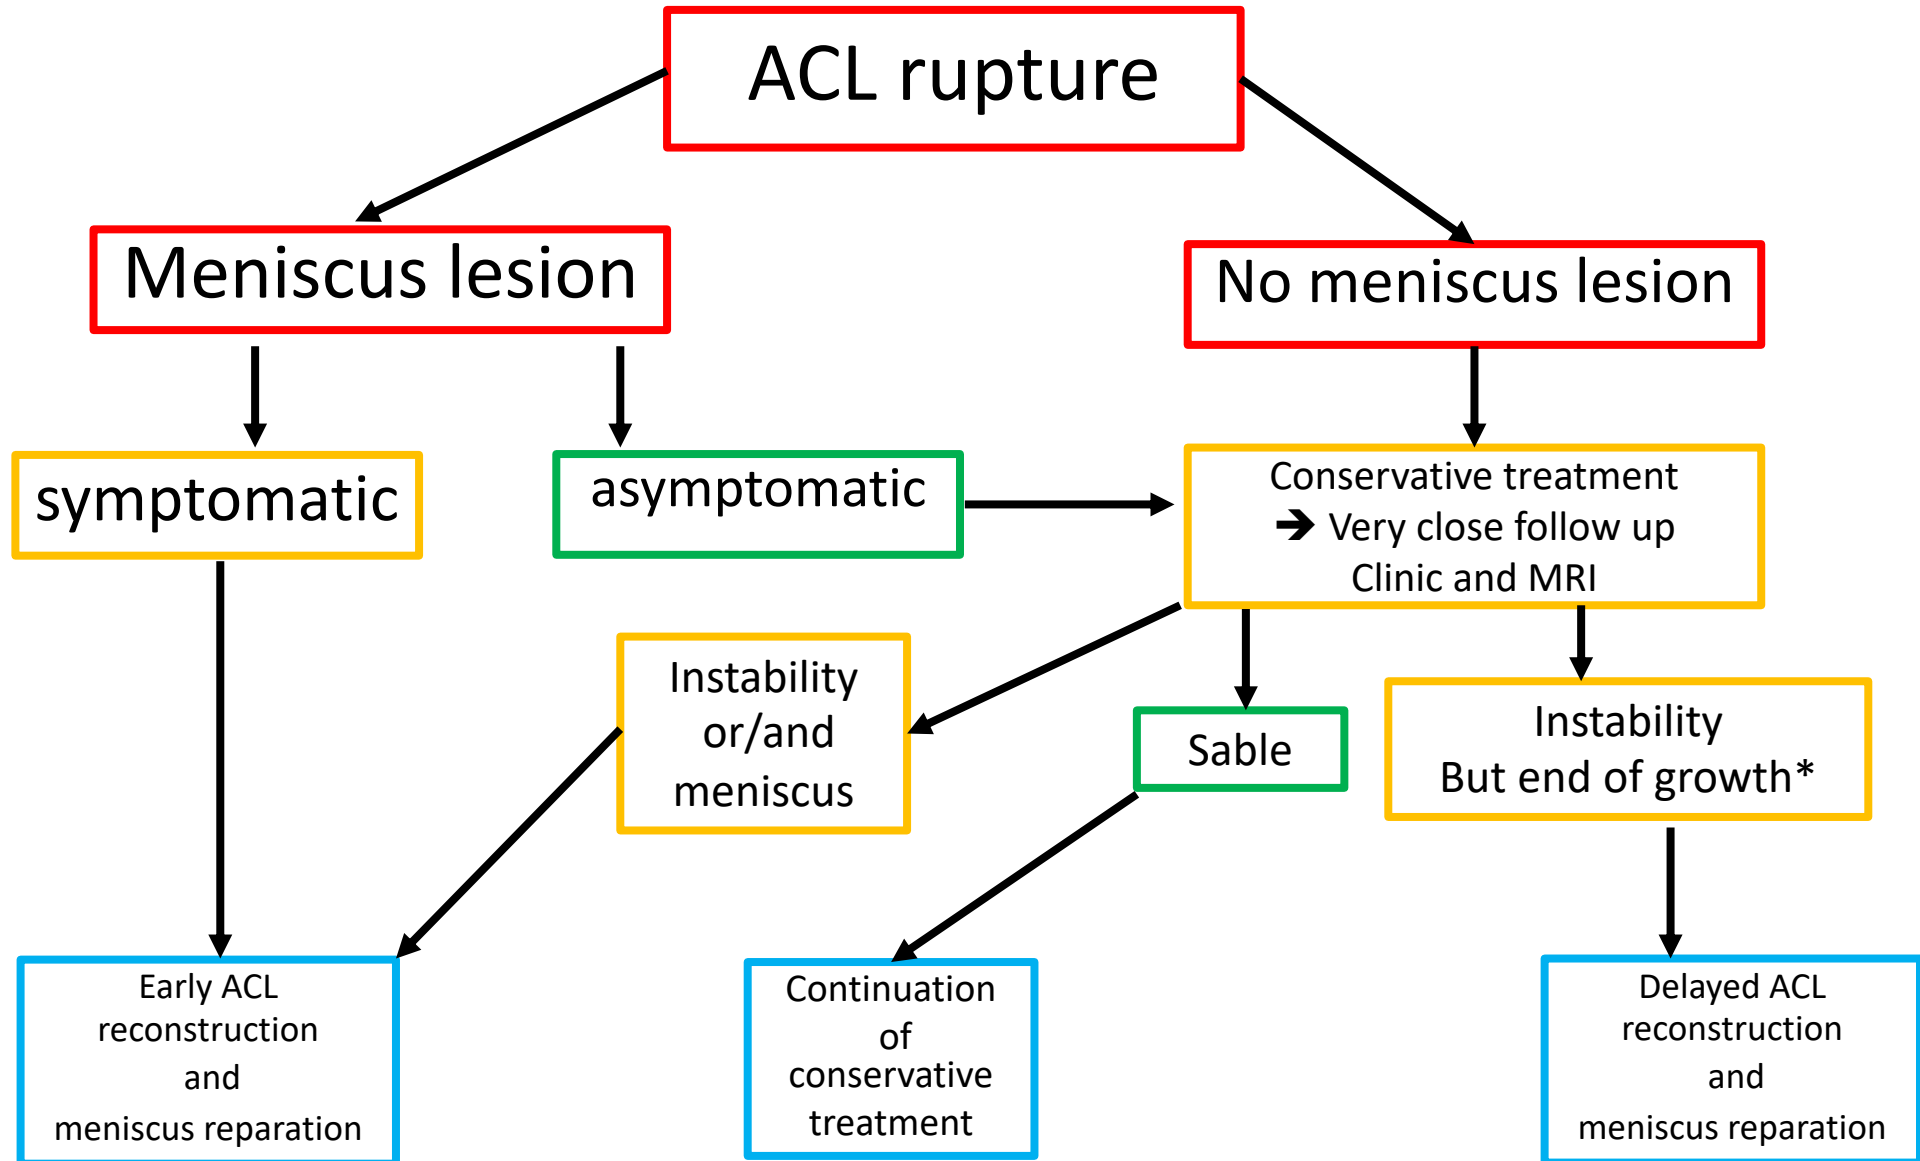 ACL rupture
Meniscus lesion
No meniscus lesion
symptomatic
asymptomatic
Conservative treatment
➔ Very close follow up
Clinic and MRI
Instability
or/and
meniscus
Sable
Instability
But end of growth*
Early ACL
reconstruction
and
meniscus reparation
Continuation
of
conservative
treatment
Delayed ACL
reconstruction
and
meniscus reparation